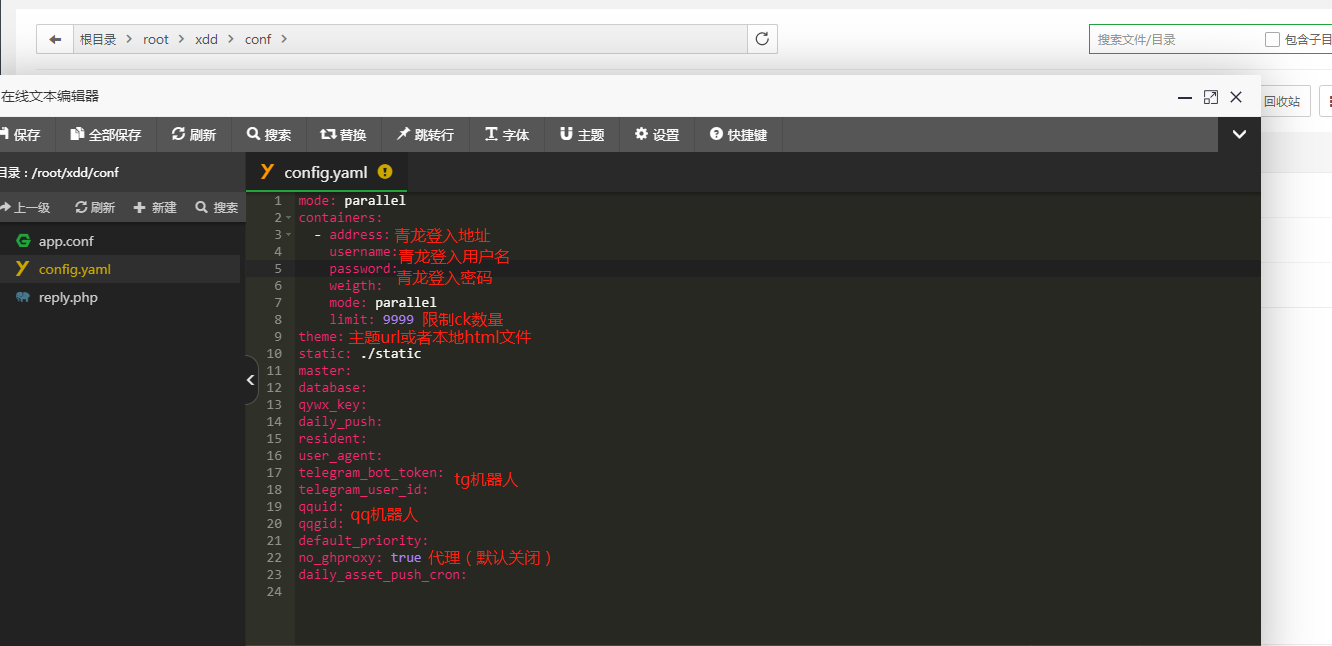 根目录 root xdd conf
搜索文件/目录 包含子目
在线文本编辑器
回收站
保存 全部保存 刷新 搜索 替换 跳转行 字体 主题 设置 快捷键
目录：/root/xdd/conf
config.yaml
上一级 刷新 新建 搜索
app.conf
config.yaml
reply.php
1 mode: parallel
2 containers:
3 - address: 青龙登入地址
4 username: 青龙登入用户名
5 password: 青龙登入密码
6 weigth:
7 mode: parallel
8 limit: 9999 限制ck数量
9 theme: 主题url或者本地html文件
10 static: ./static
11 master:
12 database:
13 qywx_key:
14 daily_push:
15 resident:
16 user_agent:
17 telegram_bot_token: tg机器人
18 telegram_user_id:
19 qquid: qq机器人
20 qqgid:
21 default_priority:
22 no_ghproxy: true 代理（默认关闭）
23 daily_asset_push_cron:
24